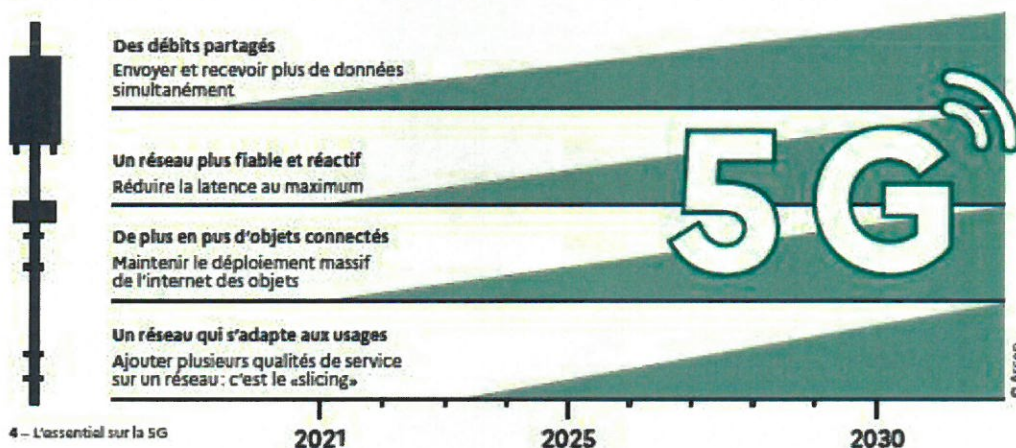 Des débits partagés
Envoyer et recevoir plus de données
simultanément
Un réseau plus fiable et réactif
Réduire la latence au maximum
De plus en pus d'objets connectés
Maintenir le déploiement massif
de l'internet des objets
Un réseau qui s'adapte aux usages
Ajouter plusieurs qualités de service
sur un réseau : c'est le «slicing»
5G
2021
2025
2030
4 – L'essentiel sur la 5G